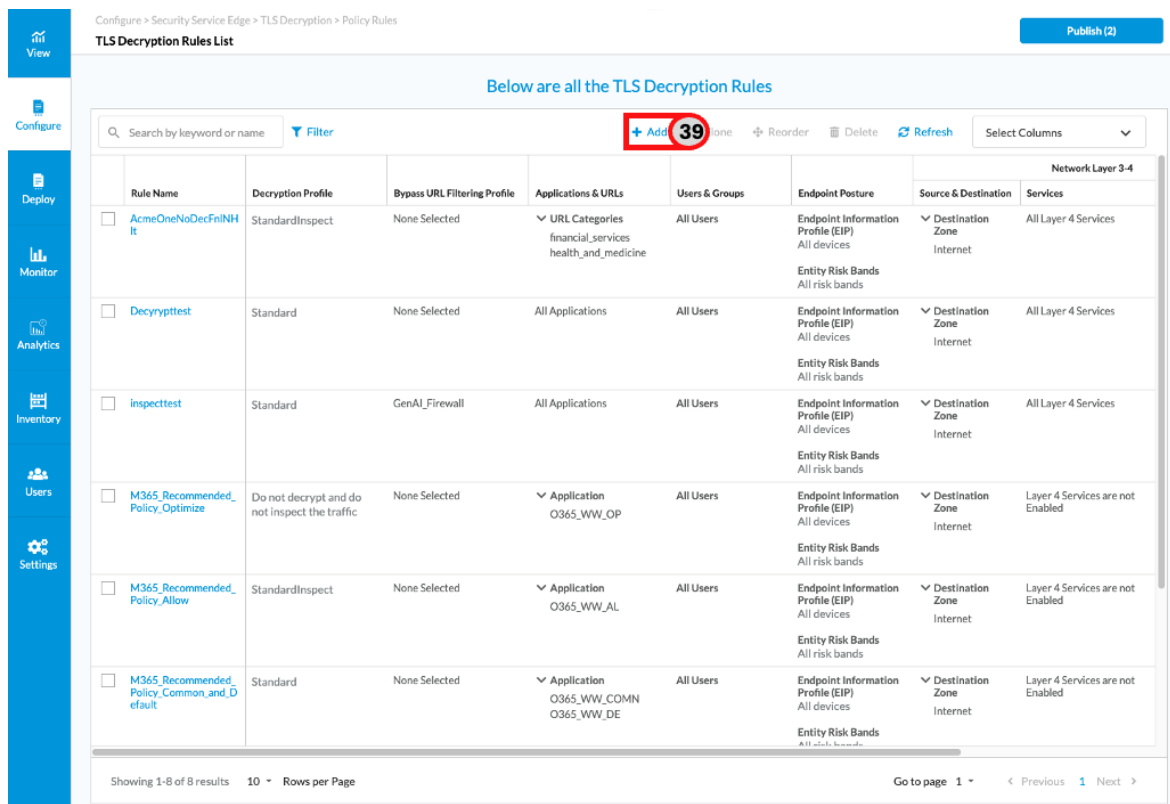 Configure > Security Service Edge > TLS Decryption > Policy Rules
TLS Decryption Rules List
Publish (2)
View
Configure
Deploy
Monitor
Analytics
Inventory
Users
Settings
Below are all the TLS Decryption Rules
Search by keyword or name
Filter
+ Add
39
Reorder
Delete
Refresh
Select Columns
Network Layer 3-4
Rule Name
Decryption Profile
Bypass URL Filtering Profile
Applications & URLs
Users & Groups
Endpoint Posture
Source & Destination
Services
AcmeOneNoDecFnlNH
lt
StandardInspect
None Selected
URL Categories
financial_services
health_and_medicine
All Users
Endpoint Information
Profile (EIP)
All devices
Entity Risk Bands
All risk bands
Destination
Zone
Internet
All Layer 4 Services
Decyrypttest
Standard
None Selected
All Applications
All Users
Endpoint Information
Profile (EIP)
All devices
Entity Risk Bands
All risk bands
Destination
Zone
Internet
All Layer 4 Services
inspecttest
Standard
GenAI_Firewall
All Applications
All Users
Endpoint Information
Profile (EIP)
All devices
Entity Risk Bands
All risk bands
Destination
Zone
Internet
All Layer 4 Services
M365_Recommended_
Policy_Optimize
Do not decrypt and do
not inspect the traffic
None Selected
Application
O365_WW_OP
All Users
Endpoint Information
Profile (EIP)
All devices
Entity Risk Bands
All risk bands
Destination
Zone
Internet
Layer 4 Services are not
Enabled
M365_Recommended_
Policy_Allow
StandardInspect
None Selected
Application
O365_WW_AL
All Users
Endpoint Information
Profile (EIP)
All devices
Entity Risk Bands
All risk bands
Destination
Zone
Internet
Layer 4 Services are not
Enabled
M365_Recommended_
Policy_Common_and_D
efault
Standard
None Selected
Application
O365_WW_COMN
O365_WW_DE
All Users
Endpoint Information
Profile (EIP)
All devices
Entity Risk Bands
All risk bands
Destination
Zone
Internet
Layer 4 Services are not
Enabled
Showing 1-8 of 8 results
10
Rows per Page
Go to page 1
< Previous 1 Next >